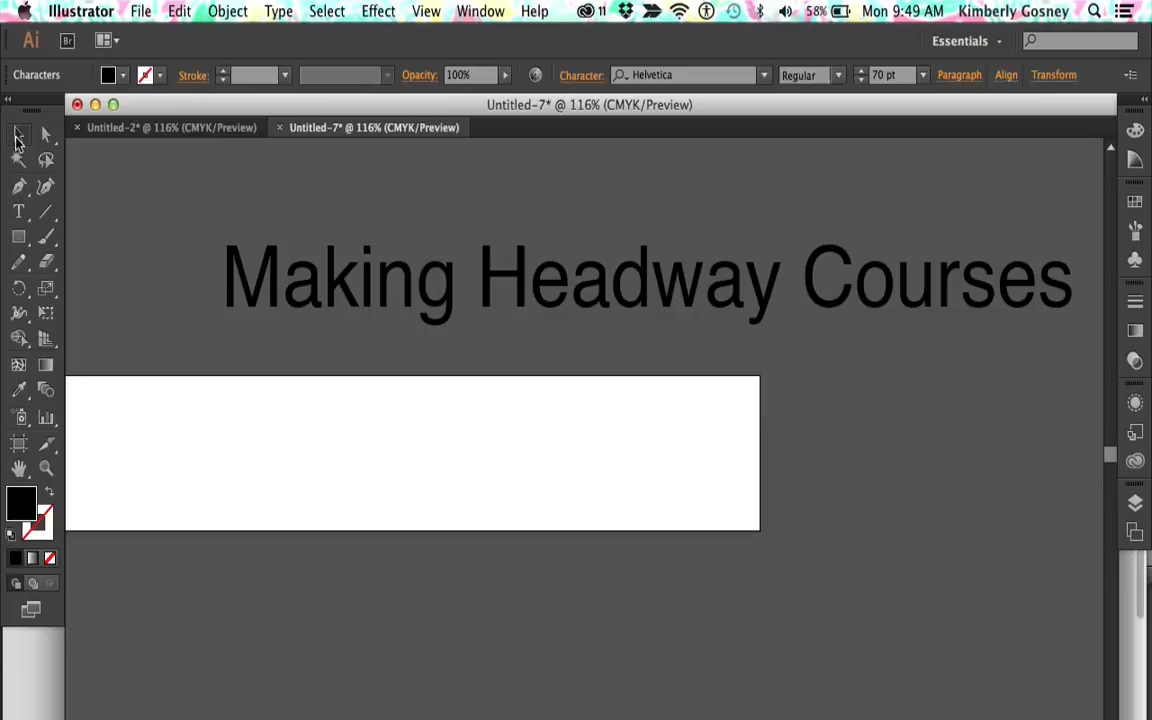 Illustrator File Edit Object Type Select Effect View Window Help 11 58% Mon 9:49 AM Kimberly Gosney
Ai Br Essentials
Characters Stroke: Opacity: 100% Character: Helvetica Regular 70 pt Paragraph Align Transform
Untitled-7* @ 116% (CMYK/Preview)
× Untitled-2* @ 116% (CMYK/Preview) × Untitled-7* @ 116% (CMYK/Preview)
T
Making Headway Courses